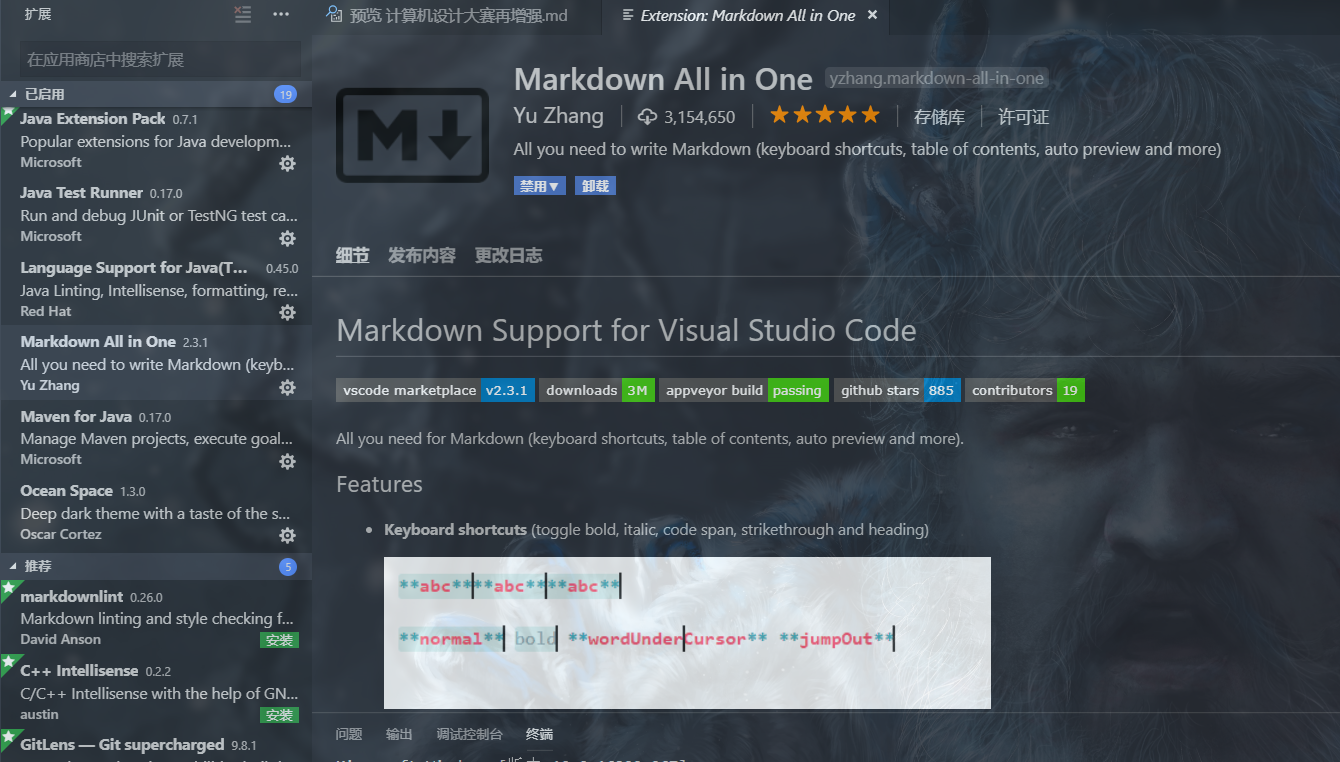 扩展
在应用商店中搜索扩展
已启用 19
Java Extension Pack 0.7.1
Popular extensions for Java developm...
Microsoft
Java Test Runner 0.17.0
Run and debug JUnit or TestNG test ca...
Microsoft
Language Support for Java(T... 0.45.0
Java Linting, Intellisense, formatting, re...
Red Hat
Markdown All in One 2.3.1
All you need to write Markdown (keyb...
Yu Zhang
Maven for Java 0.17.0
Manage Maven projects, execute goal...
Microsoft
Ocean Space 1.3.0
Deep dark theme with a taste of the s...
Oscar Cortez
推荐 5
markdownlint 0.26.0
Markdown linting and style checking f...
David Anson 安装
C++ Intellisense 0.2.2
C/C++ Intellisense with the help of GN...
austin 安装
GitLens — Git supercharged 9.8.1
预览 计算机设计大赛再增强.md
Extension: Markdown All in One
Markdown All in One yzhang.markdown-all-in-one
Yu Zhang 3,154,650 存储库 许可证
All you need to write Markdown (keyboard shortcuts, table of contents, auto preview and more)
禁用 卸载
细节 发布内容 更改日志
Markdown Support for Visual Studio Code
vscode marketplace v2.3.1 downloads 3M appveyor build passing github stars 885 contributors 19
All you need for Markdown (keyboard shortcuts, table of contents, auto preview and more).
Features
• Keyboard shortcuts (toggle bold, italic, code span, strikethrough and heading)
**abc****abc****abc**
**normal** bold **wordUnderCursor** **jumpOut**
问题 输出 调试控制台 终端